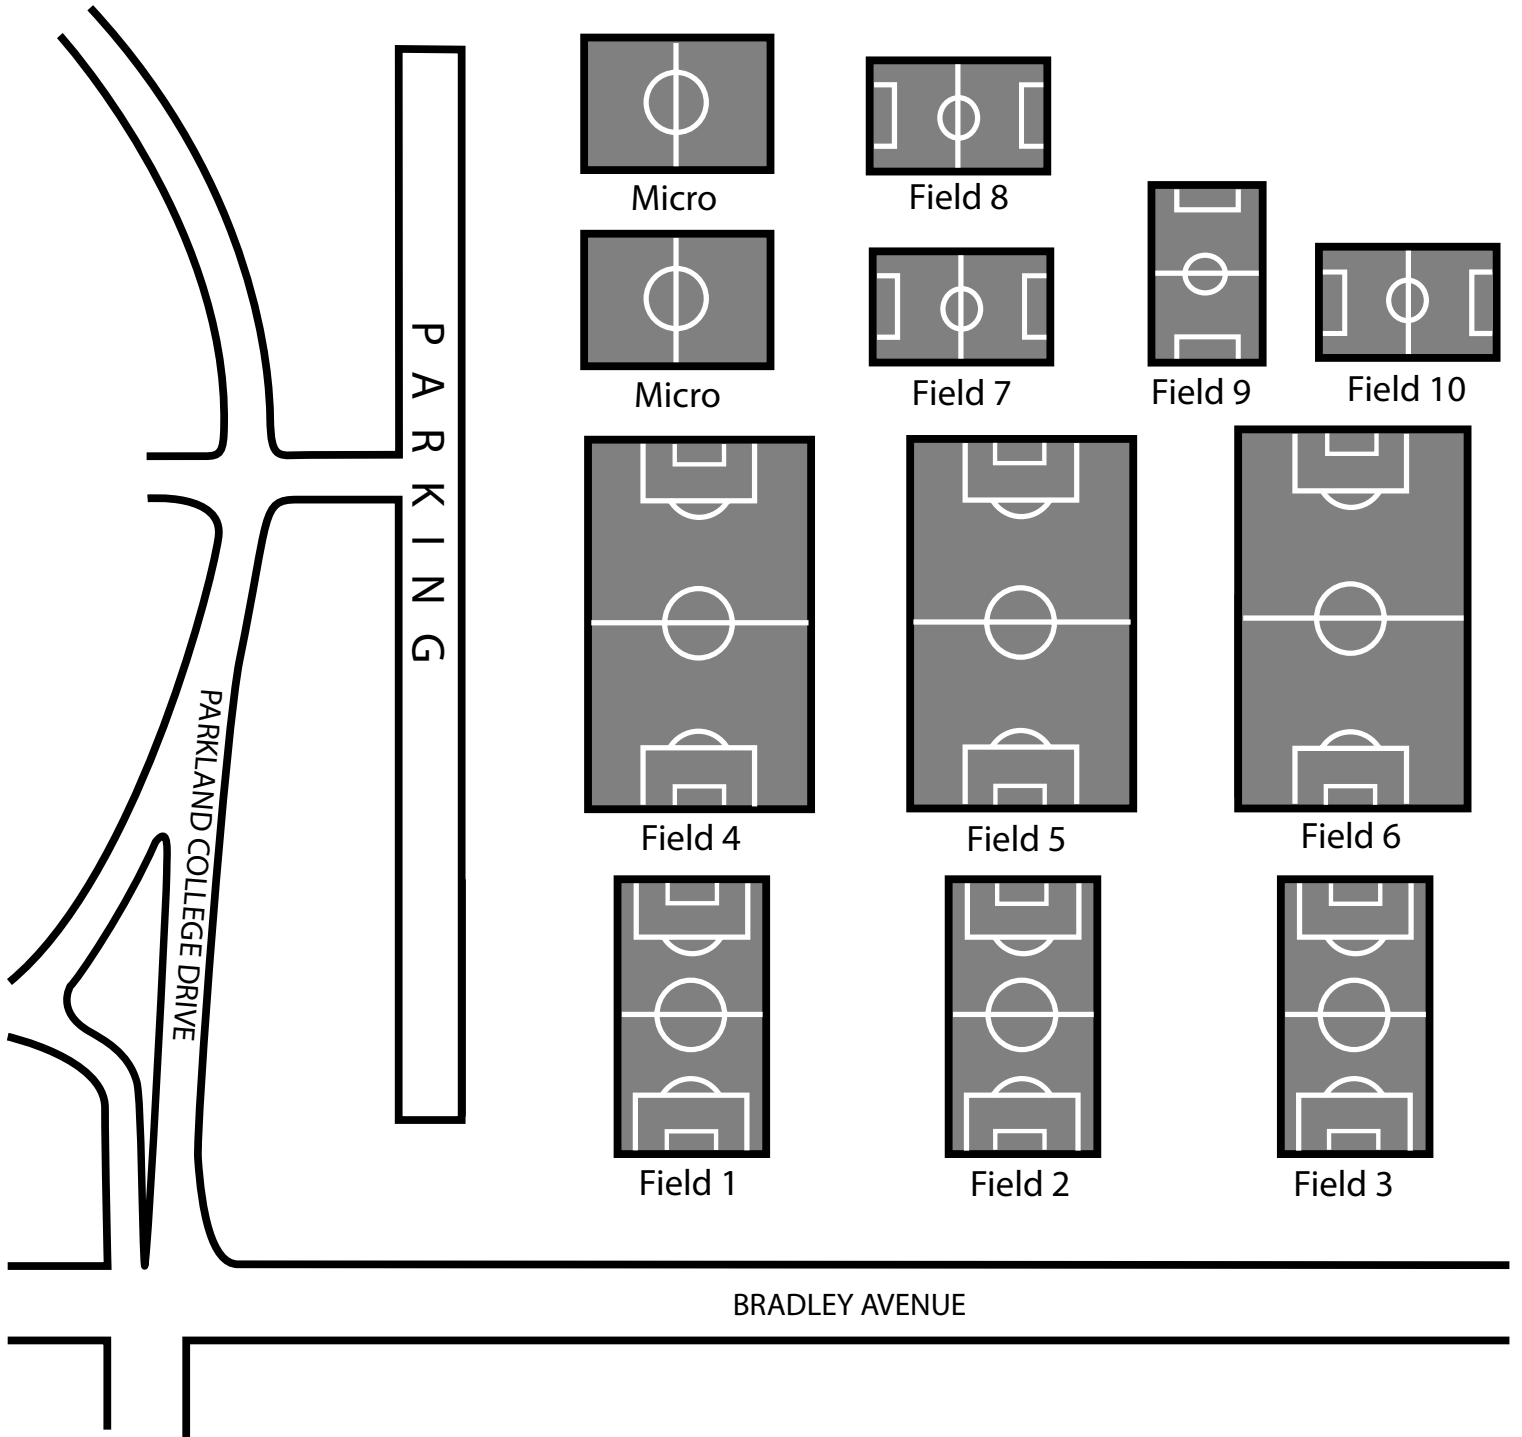 Micro
Field 8
Micro
Field 7
Field 9
Field 10
PARKING
Field 4
Field 5
Field 6
PARKLAND COLLEGE DRIVE
Field 1
Field 2
Field 3
BRADLEY AVENUE